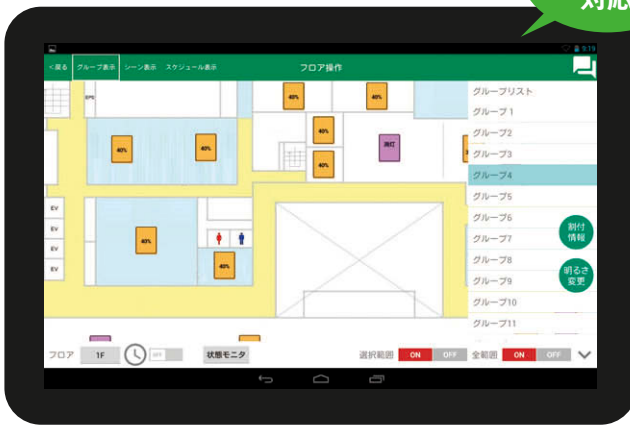 対応
9:19
<戻る グループ表示 シーン表示 スケジュール表示 フロア操作
グループリスト
グループ1
グループ2
グループ3
グループ4
グループ5
グループ6
グループ7
グループ8
グループ9
グループ10
グループ11
割付
情報
明るさ
変更
EPS
40%
40%
40%
40%
40%
40%
消灯
EV
EV
EV
EV
40%
40%
フロア 1F OFF 状態モニタ 選択範囲 ON OFF 全範囲 ON OFF